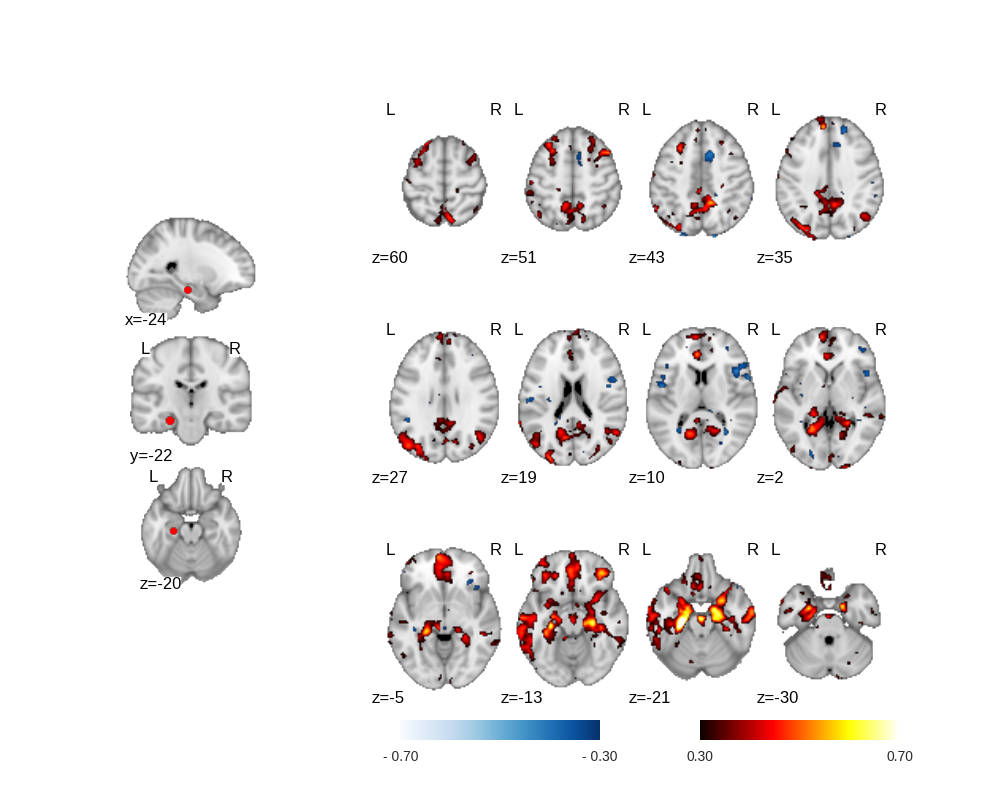 L R L R L R L R
z=60 z=51 z=43 z=35
x=-24
L R
y=-22
L R
z=-20
L R L R L R L R
z=27 z=19 z=10 z=2
L R L R L R L R
z=-5 z=-13 z=-21 z=-30
- 0.70 - 0.30 0.30 0.70